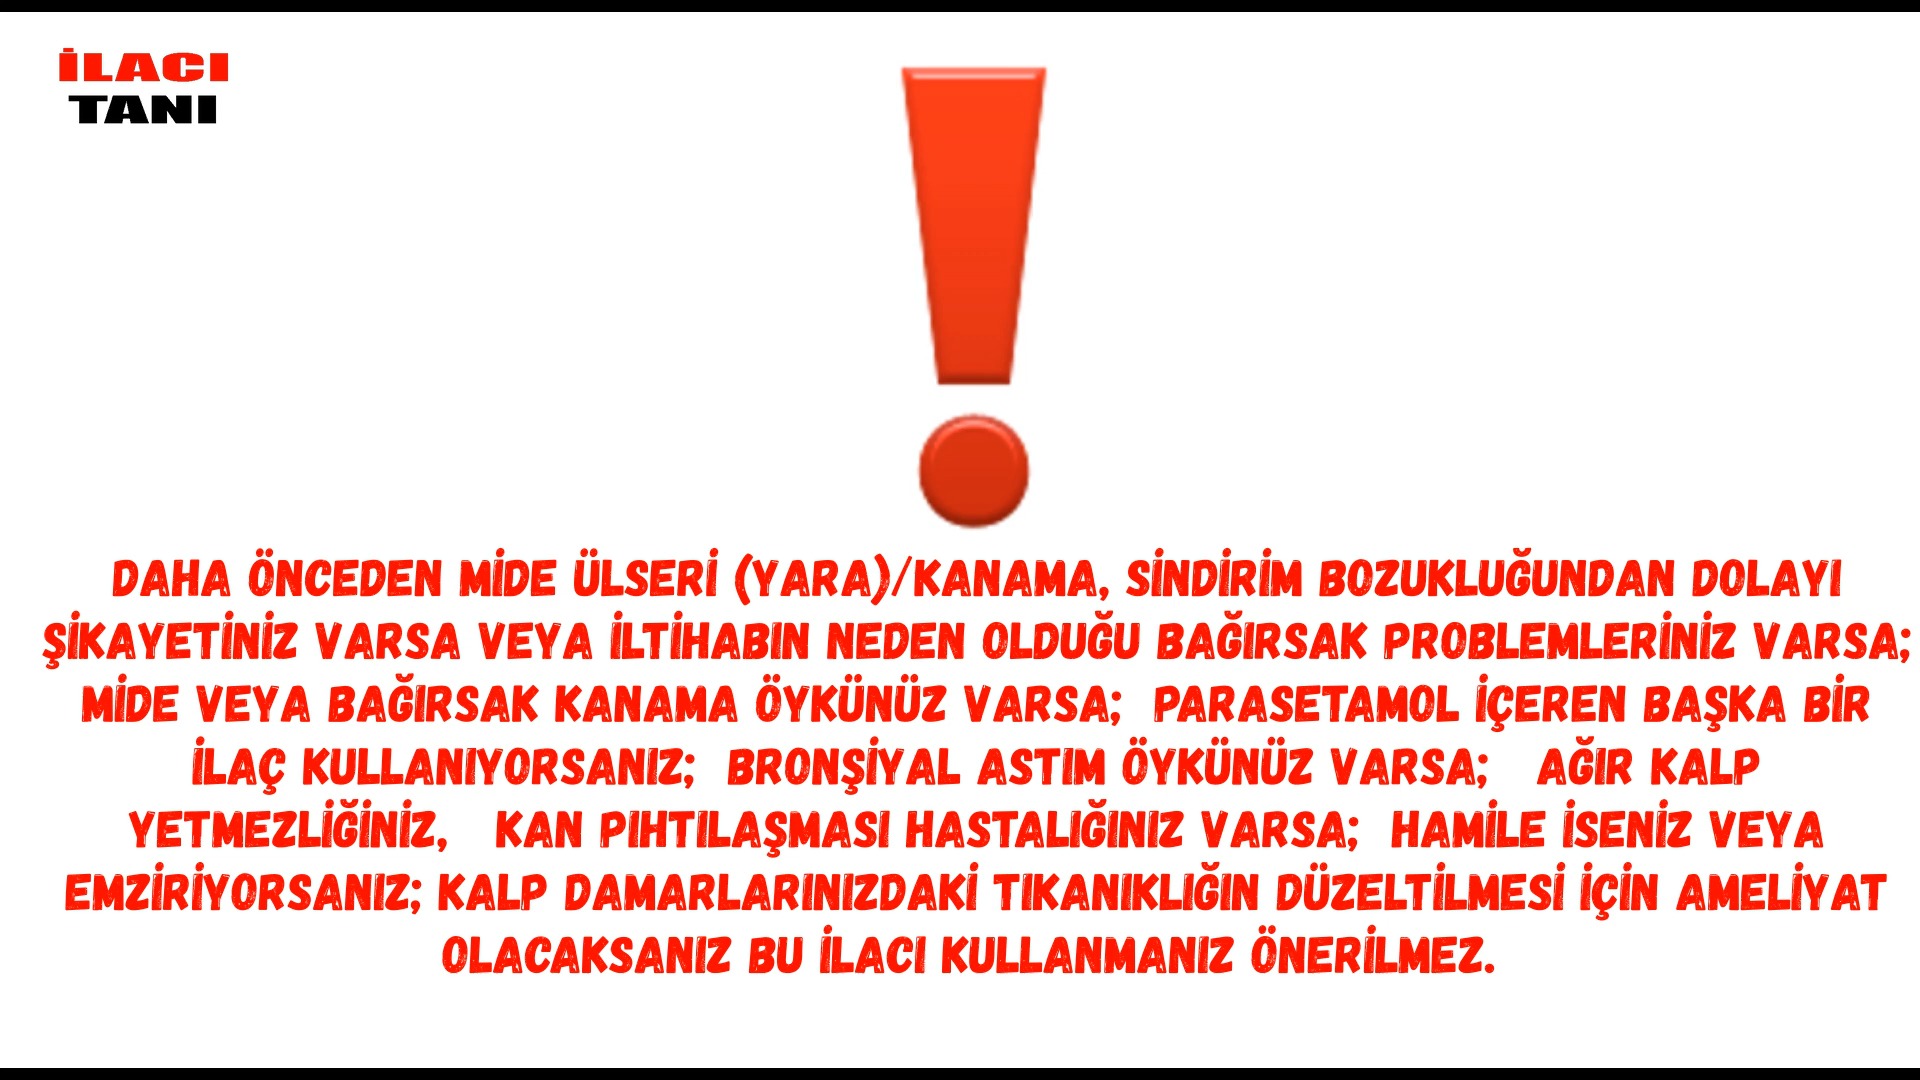 İLACI
TANI
DAHA ÖNCEDEN MİDE ÜLSERİ (YARA)/KANAMA, SİNDİRİM BOZUKLUĞUNDAN DOLAYI
ŞİKAYETİNİZ VARSA VEYA İLTİHABIN NEDEN OLDUĞU BAĞIRSAK PROBLEMLERİNİZ VARSA;
MİDE VEYA BAĞIRSAK KANAMA ÖYKÜNÜZ VARSA; PARASETAMOL İÇEREN BAŞKA BİR
İLAÇ KULLANIYORSANIZ; BRONŞİYAL ASTIM ÖYKÜNÜZ VARSA; AĞIR KALP
YETMEZLİĞİNİZ, KAN PIHTILAŞMASI HASTALIĞINIZ VARSA; HAMİLE İSENİZ VEYA
EMZİRİYORSANIZ; KALP DAMARLARINIZDAKİ TIKANIKLIĞIN DÜZELTİLMESİ İÇİN AMELİYAT
OLACAKSANIZ BU İLACI KULLANMANIZ ÖNERİLMEZ.